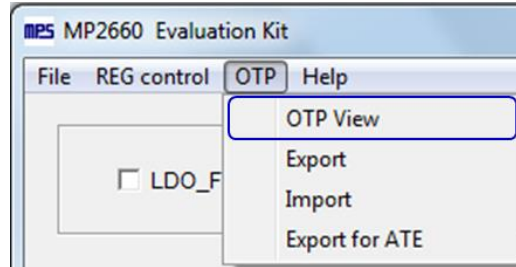 mps MP2660 Evaluation Kit
File REG control OTP Help
OTP View
Export
LDO_F
Import
Export for ATE